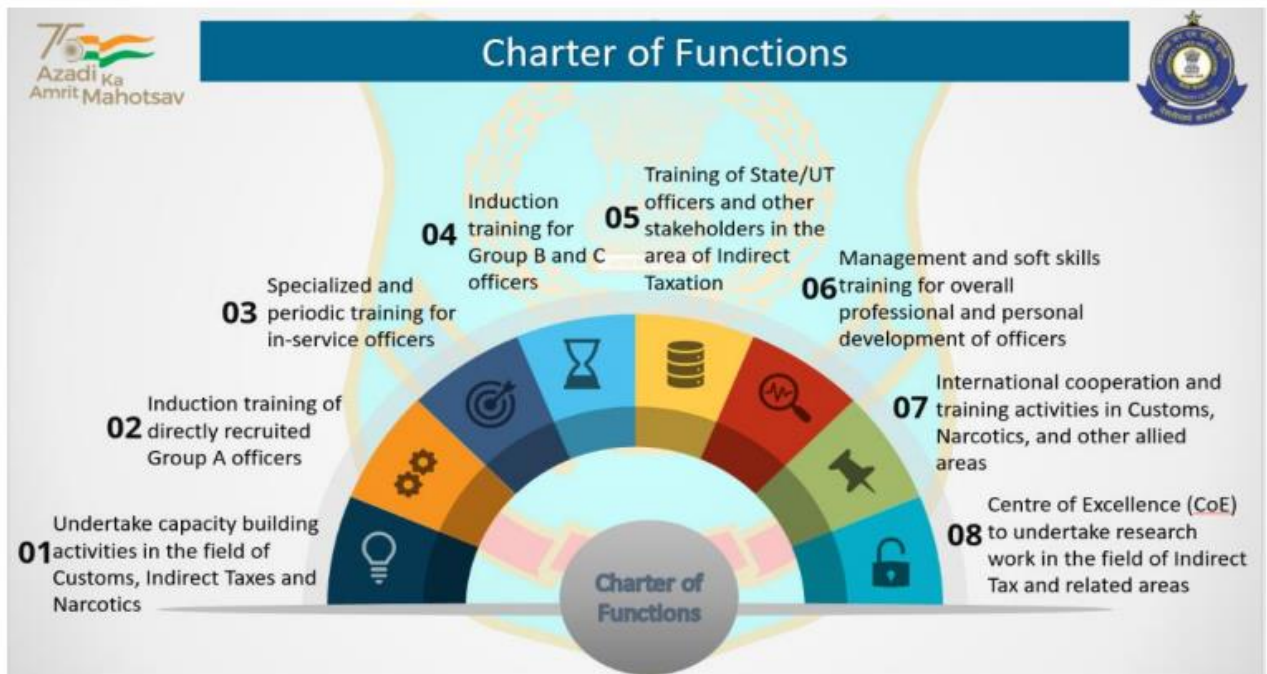 75
Azadi Ka
Amrit Mahotsav
Charter of Functions
01 Undertake capacity building
activities in the field of
Customs, Indirect Taxes and
Narcotics
02 Induction training of
directly recruited
Group A officers
03 Specialized and
periodic training for
in-service officers
04 Induction
training for
Group B and C
officers
05 Training of State/UT
officers and other
stakeholders in the
area of Indirect
Taxation
06 Management and soft skills
training for overall
professional and personal
development of officers
07 International cooperation and
training activities in Customs,
Narcotics, and other allied
areas
08 Centre of Excellence (CoE)
to undertake research
work in the field of Indirect
Tax and related areas
Charter of
Functions